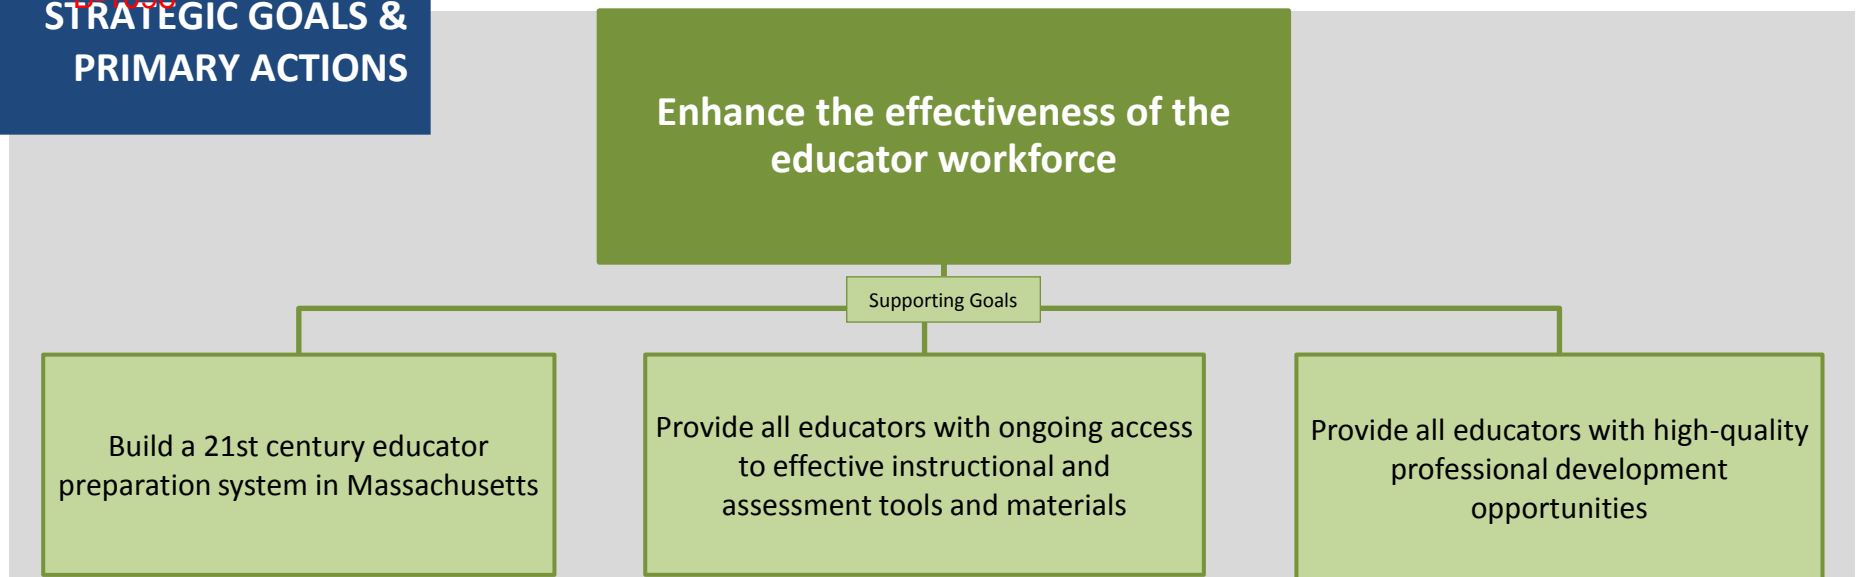 STRATEGIC GOALS &
PRIMARY ACTIONS
Enhance the effectiveness of the
educator workforce
Supporting Goals
Build a 21st century educator
preparation system in Massachusetts
Provide all educators with ongoing access
to effective instructional and
assessment tools and materials
Provide all educators with high-quality
professional development
opportunities